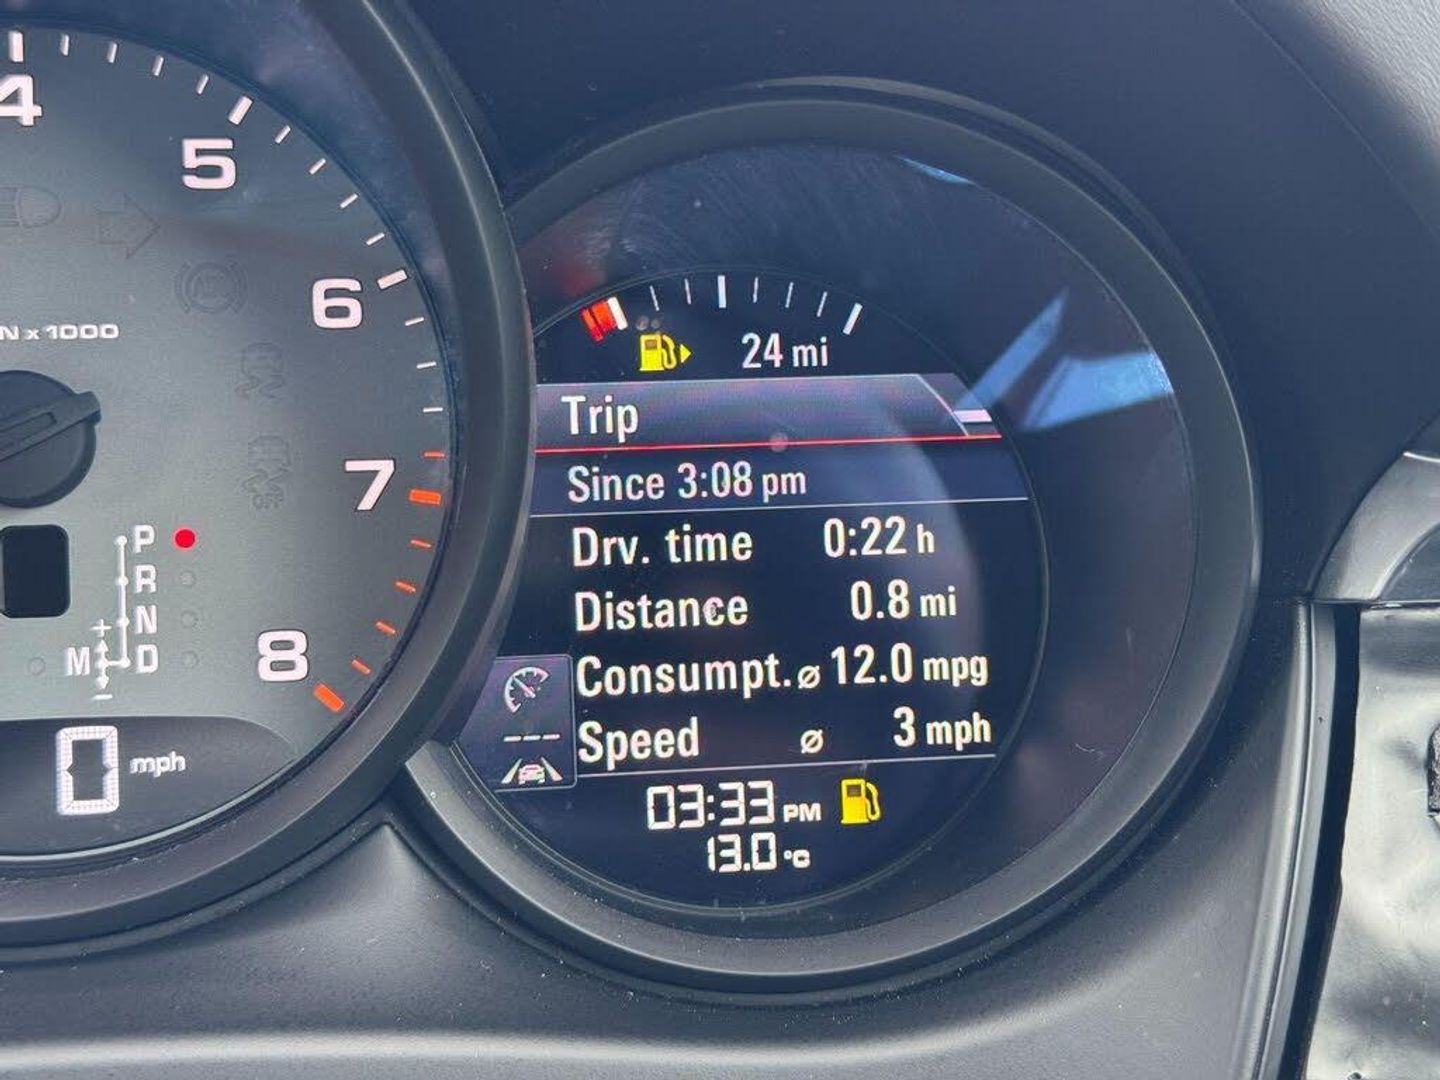 4
5
6
N x 1000
7
8
P
R
+ N
M D
-
0 mph
24 mi
Trip
Since 3:08 pm
Drv. time 0:22 h
Distance 0.8 mi
Consumpt. ø 12.0 mpg
---
Speed ø 3 mph
03:33 PM
13.0 °C